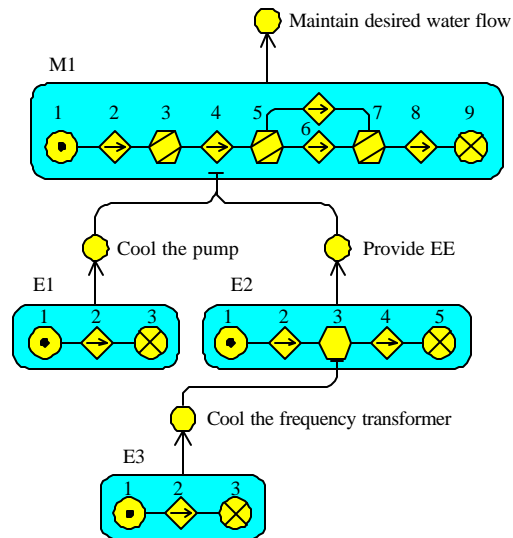 Maintain desired water flow
M1
1 2 3 4 5 6 7 8 9
Cool the pump
Provide EE
E1
E2
1 2 3
1 2 3 4 5
Cool the frequency transformer
E3
1 2 3